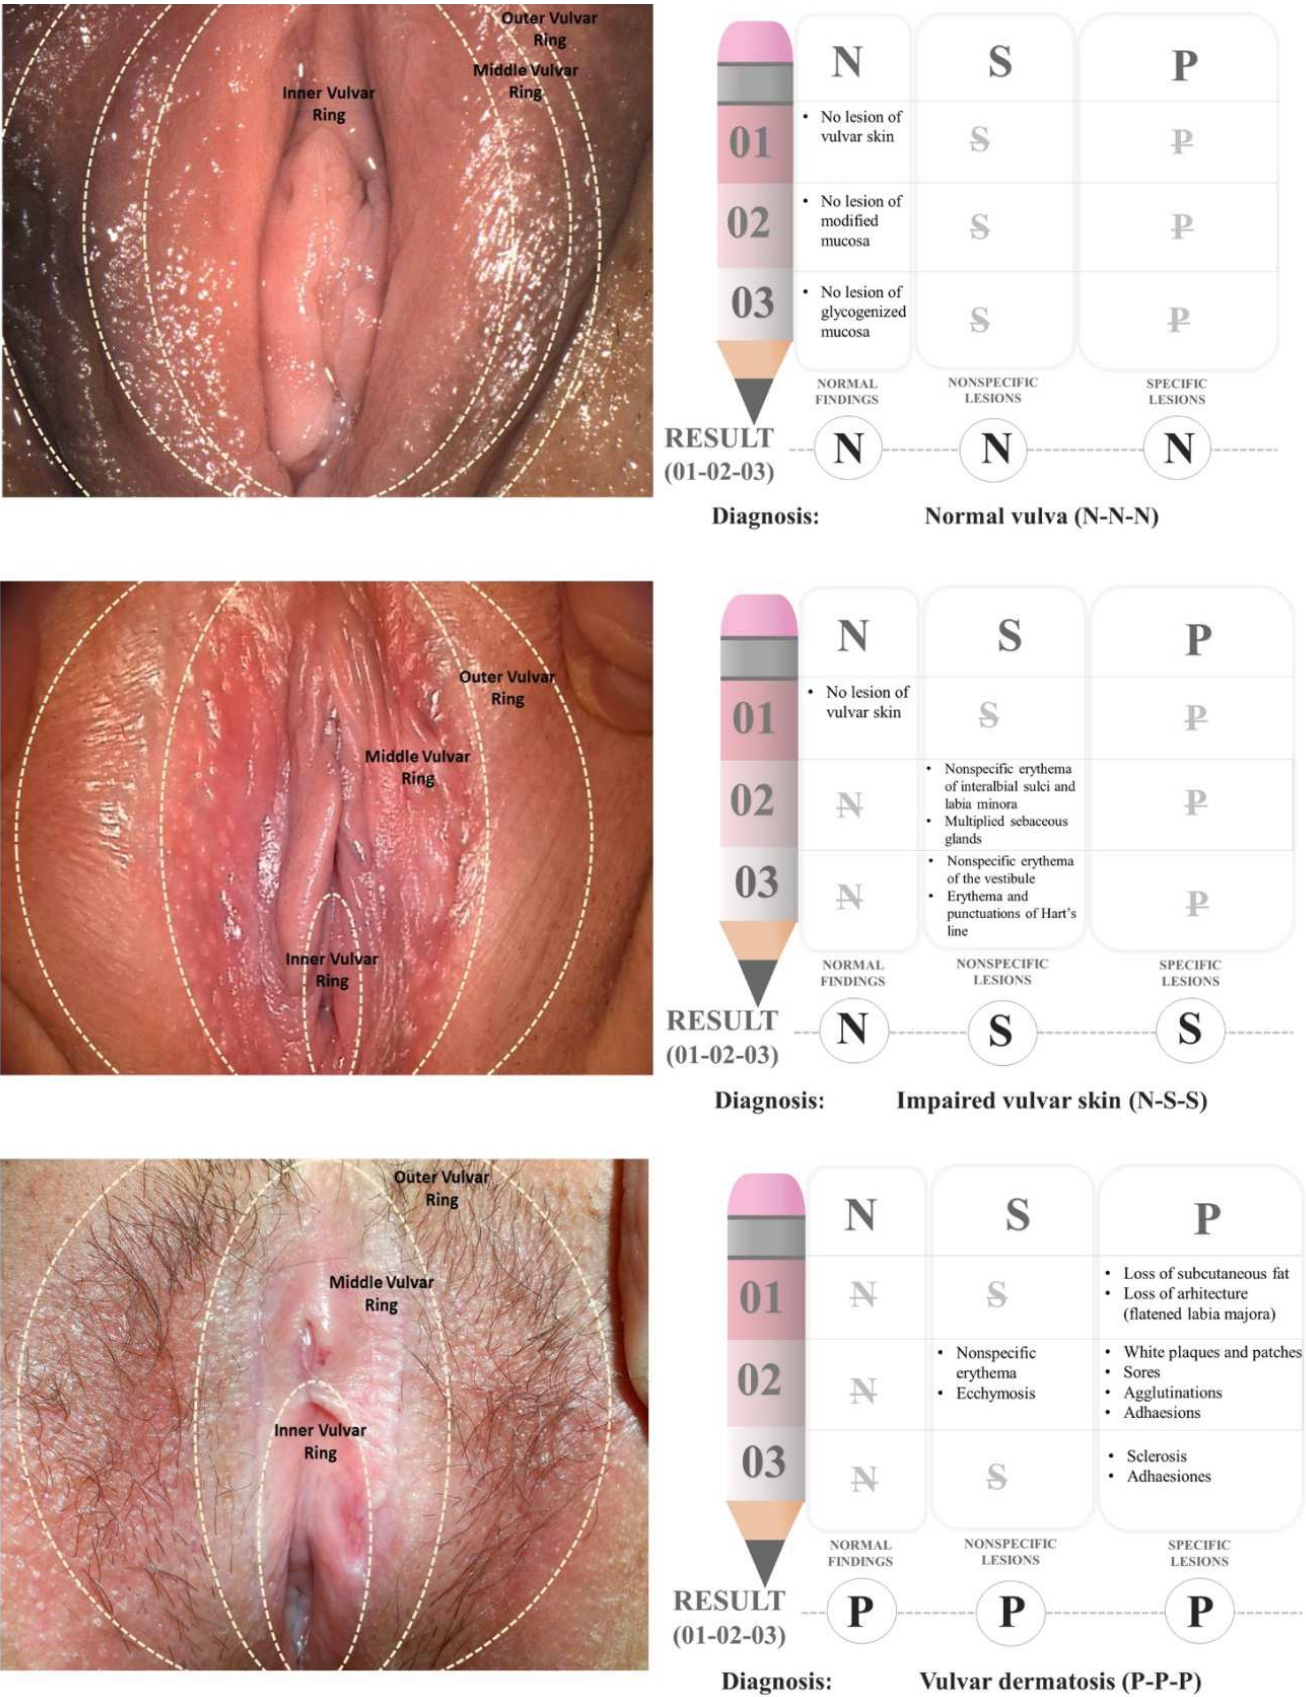 Outer Vulvar
Ring
Middle Vulvar
Ring
Inner Vulvar
Ring
N S P
01
• No lesion of
vulvar skin
S P
02
• No lesion of
modified
mucosa
S P
03
• No lesion of
glycogenized
mucosa
S P
NORMAL
FINDINGS
NONSPECIFIC
LESIONS
SPECIFIC
LESIONS
RESULT
(01-02-03)
N N N
Diagnosis: Normal vulva (N-N-N)
Outer Vulvar
Ring
Middle Vulvar
Ring
Inner Vulvar
Ring
N S P
01
• No lesion of
vulvar skin
S P
02
N
• Nonspecific erythema
of interalbial sulci and
labia minora
• Multiplied sebaceous
glands
P
03
N
• Nonspecific erythema
of the vestibule
• Erythema and
punctuations of Hart's
line
P
NORMAL
FINDINGS
NONSPECIFIC
LESIONS
SPECIFIC
LESIONS
RESULT
(01-02-03)
N S S
Diagnosis: Impaired vulvar skin (N-S-S)
Outer Vulvar
Ring
Middle Vulvar
Ring
Inner Vulvar
Ring
N S P
01
N S
• Loss of subcutaneous fat
• Loss of arhitecture
(flatened labia majora)
02
N
• Nonspecific
erythema
• Ecchymosis
• White plaques and patches
• Sores
• Agglutinations
• Adhaesions
03
N S
• Sclerosis
• Adhaesiones
NORMAL
FINDINGS
NONSPECIFIC
LESIONS
SPECIFIC
LESIONS
RESULT
(01-02-03)
P P P
Diagnosis: Vulvar dermatosis (P-P-P)